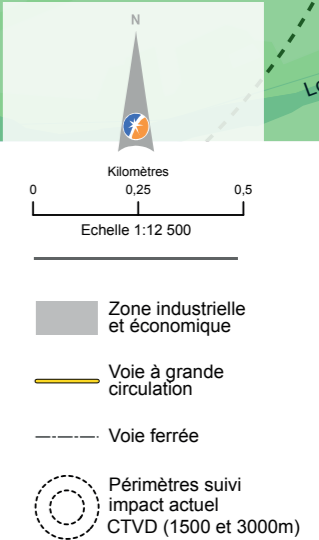 N
Lo
Kilomètres
0 0,25 0,5
Echelle 1:12 500
Zone industrielle
et économique
Voie à grande
circulation
Voie ferrée
Périmètres suivi
impact actuel
CTVD (1500 et 3000m)